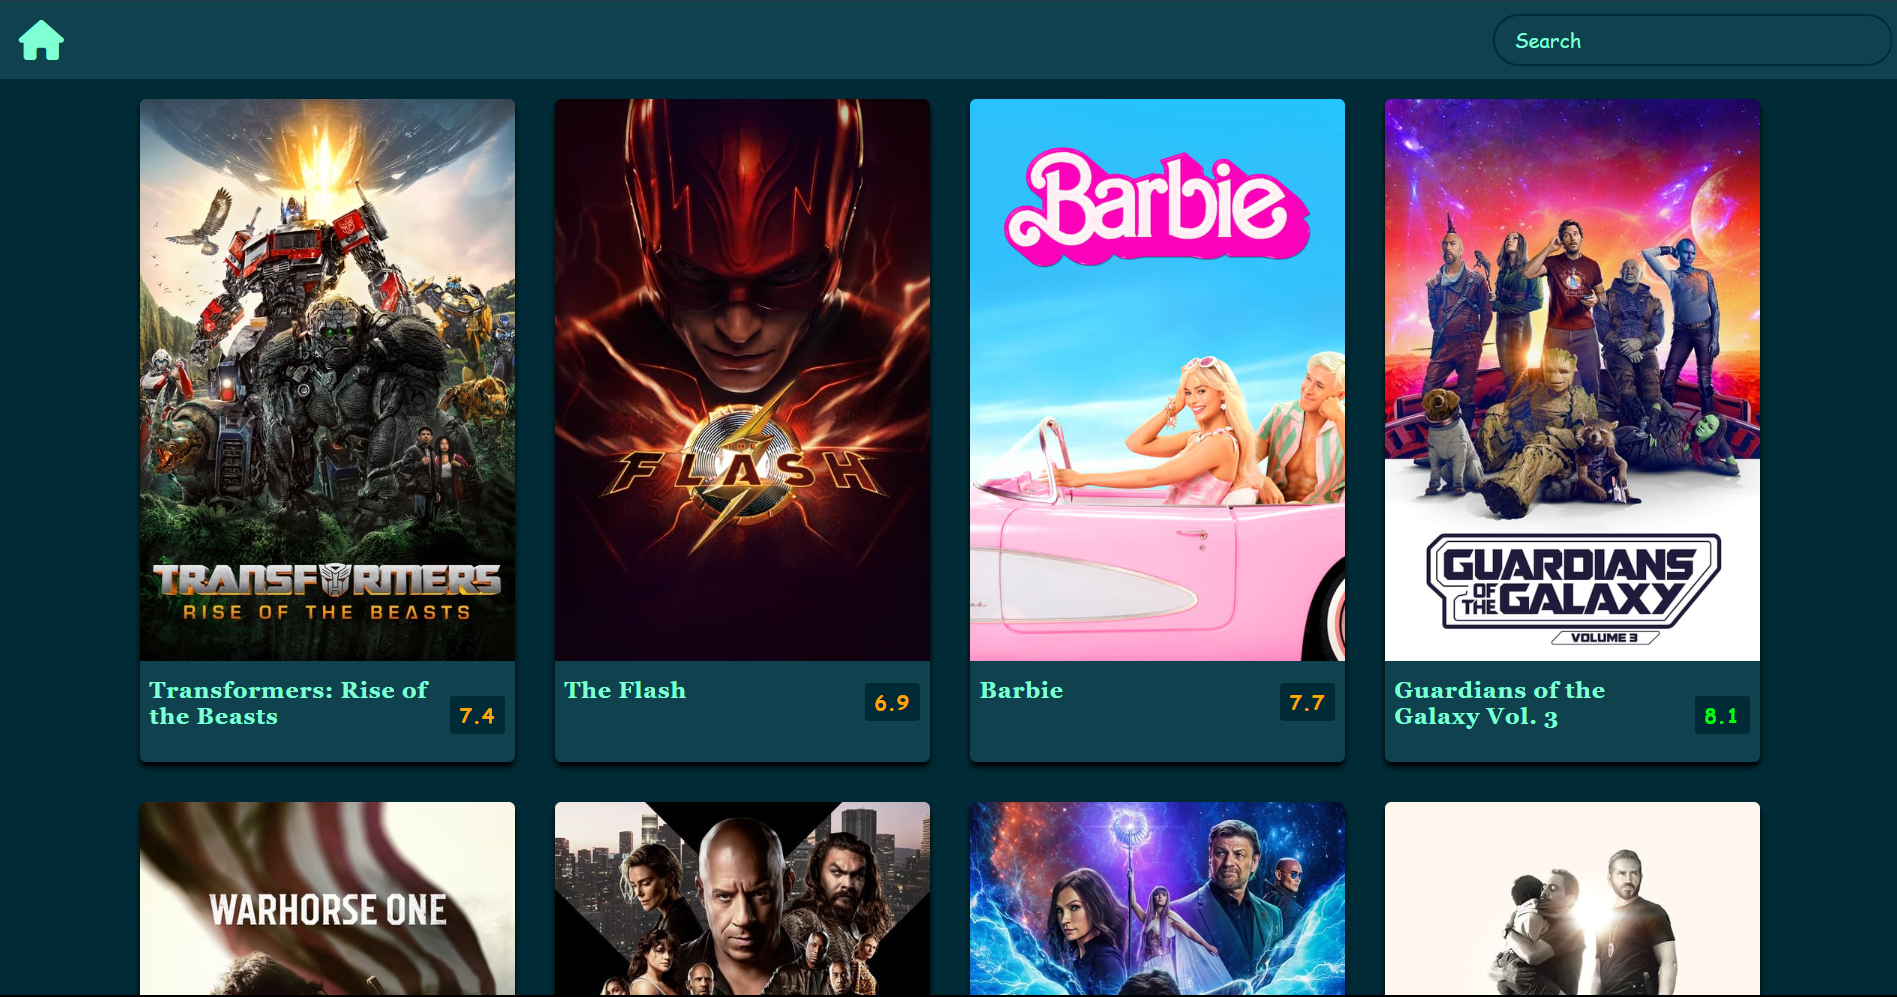 Search
TRANSFORMERS
RISE OF THE BEASTS
THE
FLASH
Barbie
GUARDIANS
OF THE GALAXY
VOLUME 3
Transformers: Rise of
the Beasts
7.4
The Flash
6.9
Barbie
7.7
Guardians of the
Galaxy Vol. 3
8.1
WARHORSE ONE